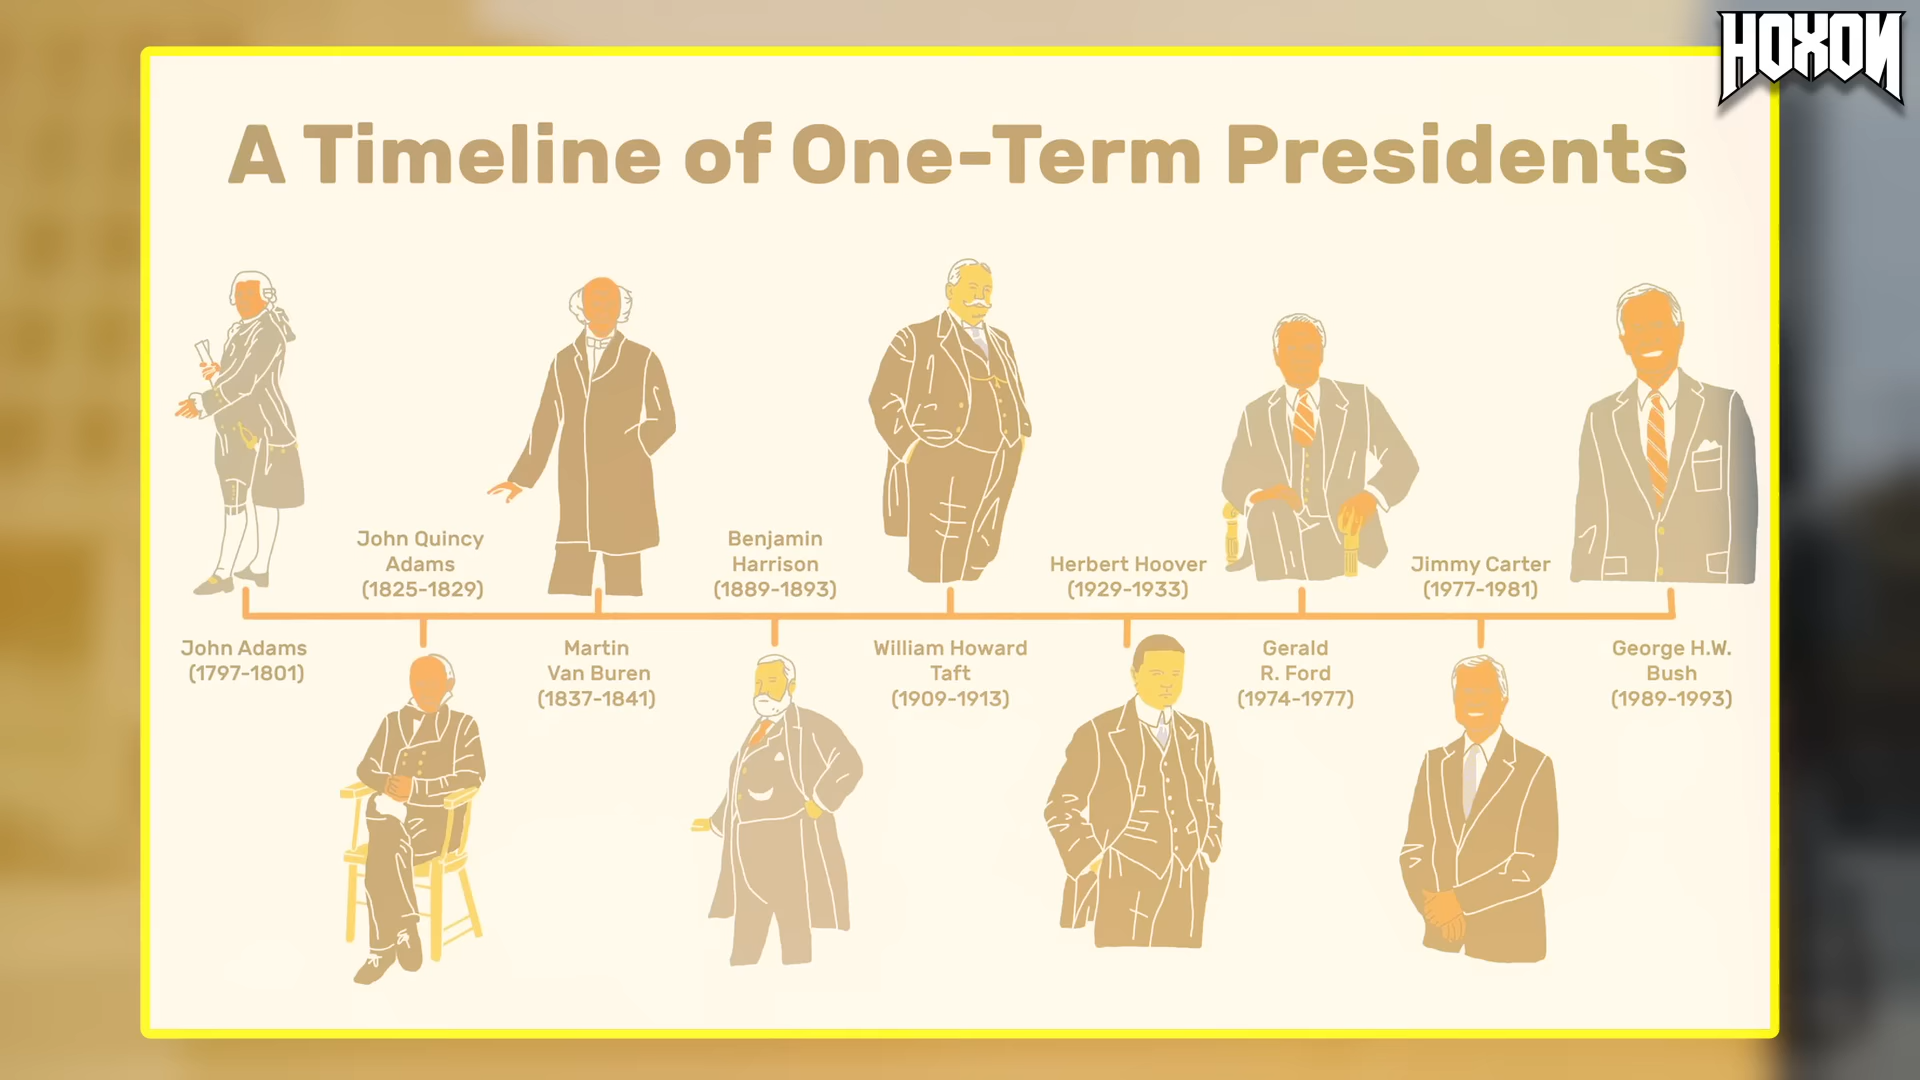 HOXON
A Timeline of One-Term Presidents
John Quincy
Adams
(1825-1829)
Benjamin
Harrison
(1889-1893)
Herbert Hoover
(1929-1933)
Jimmy Carter
(1977-1981)
John Adams
(1797-1801)
Martin
Van Buren
(1837-1841)
William Howard
Taft
(1909-1913)
Gerald
R. Ford
(1974-1977)
George H.W.
Bush
(1989-1993)